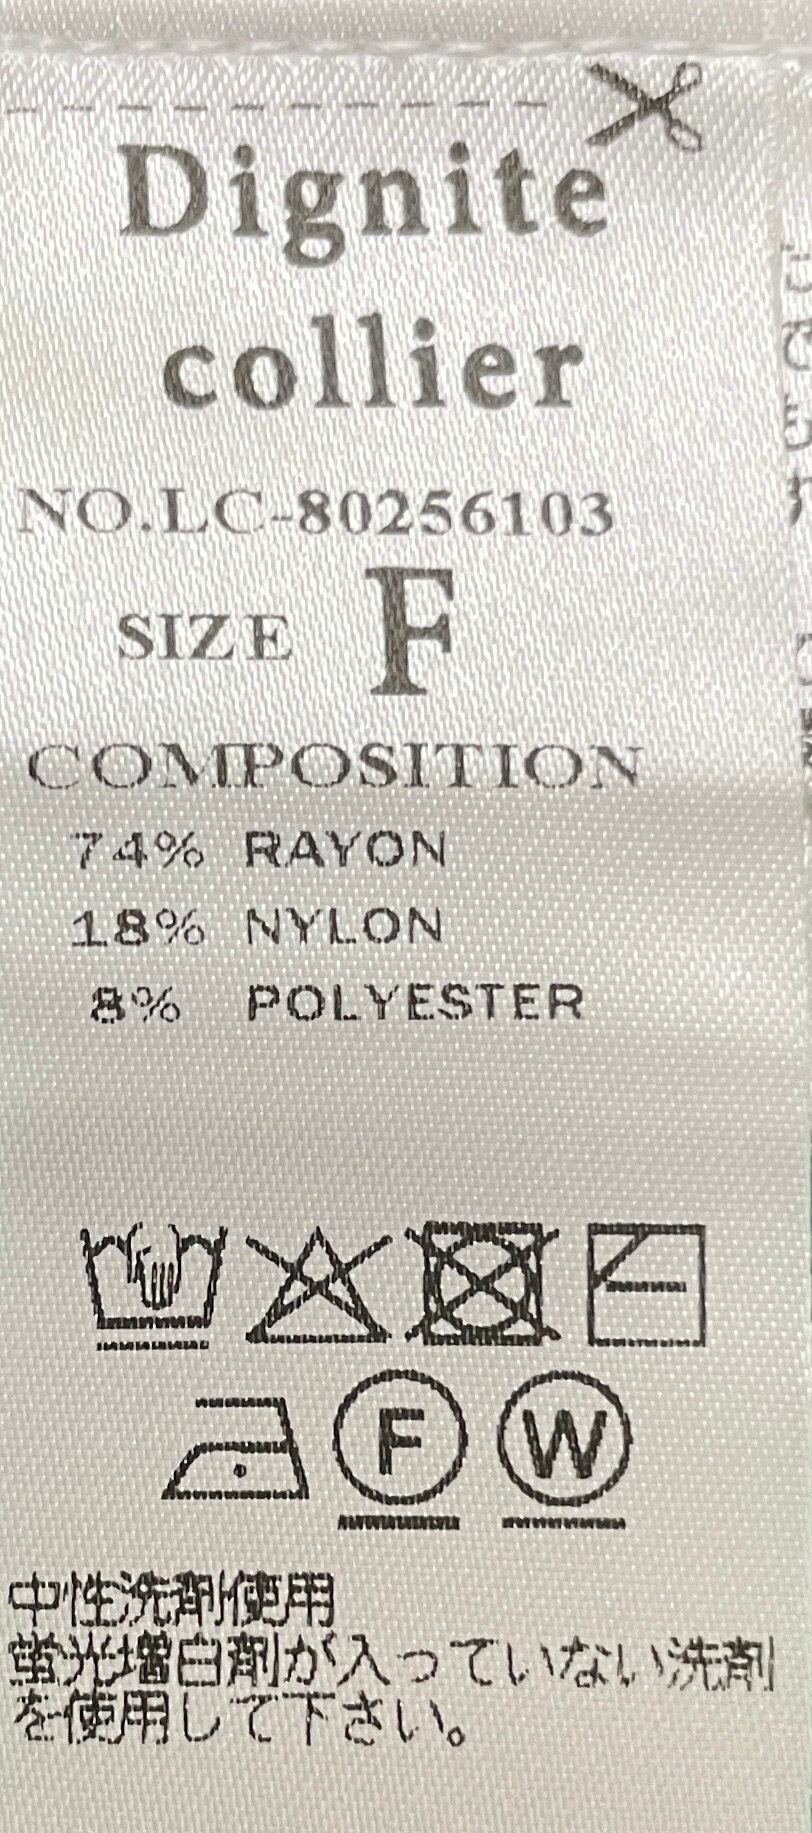 Dignite
collier
NO.LC-80256103
SIZE F
COMPOSITION
74% RAYON
18% NYLON
8% POLYESTER
F W
中性洗剤使用
蛍光増白剤が入っていない洗剤
を使用して下さい。